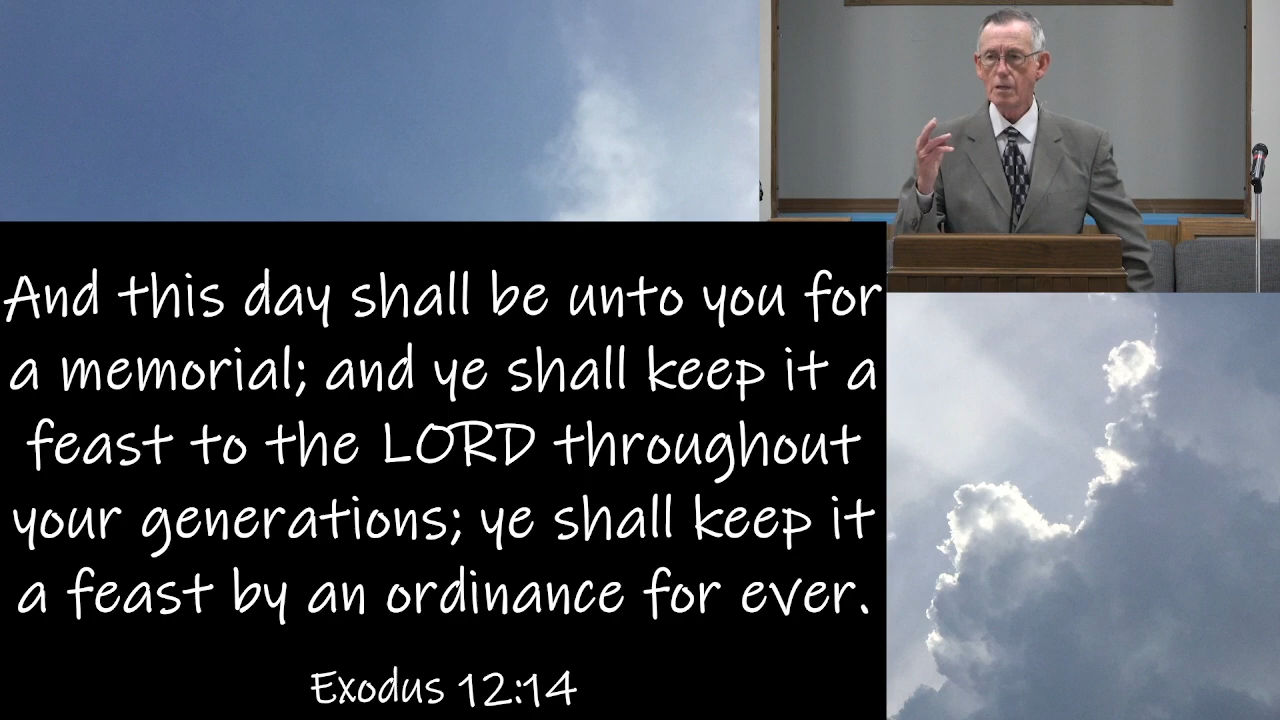 And this day shall be unto you for
a memorial; and ye shall keep it a
feast to the LORD throughout
your generations; ye shall keep it
a feast by an ordinance for ever.
Exodus 12:14